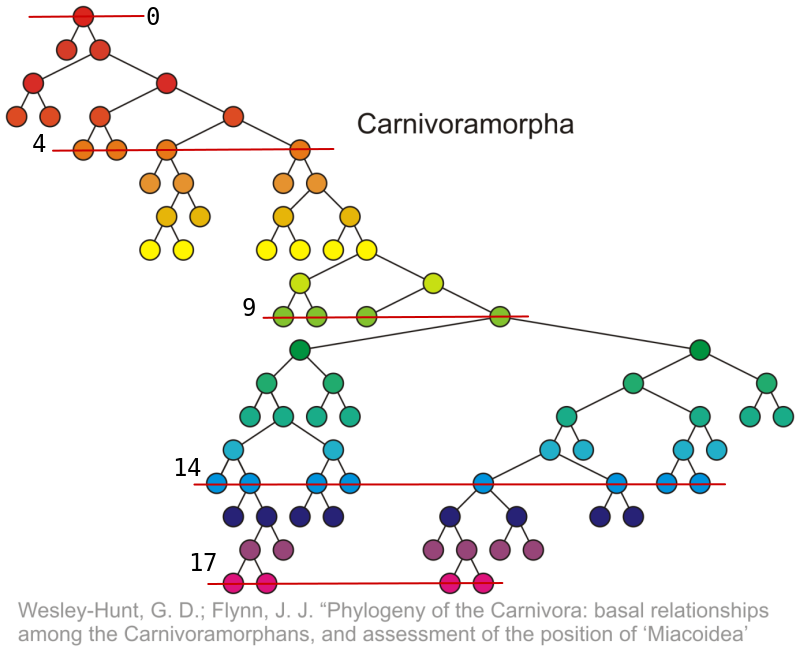 0
Carnivoramorpha
4
9
14
17
Wesley-Hunt, G. D.; Flynn, J. J. “Phylogeny of the Carnivora: basal relationships
among the Carnivoramorphans, and assessment of the position of ‘Miacoidea’